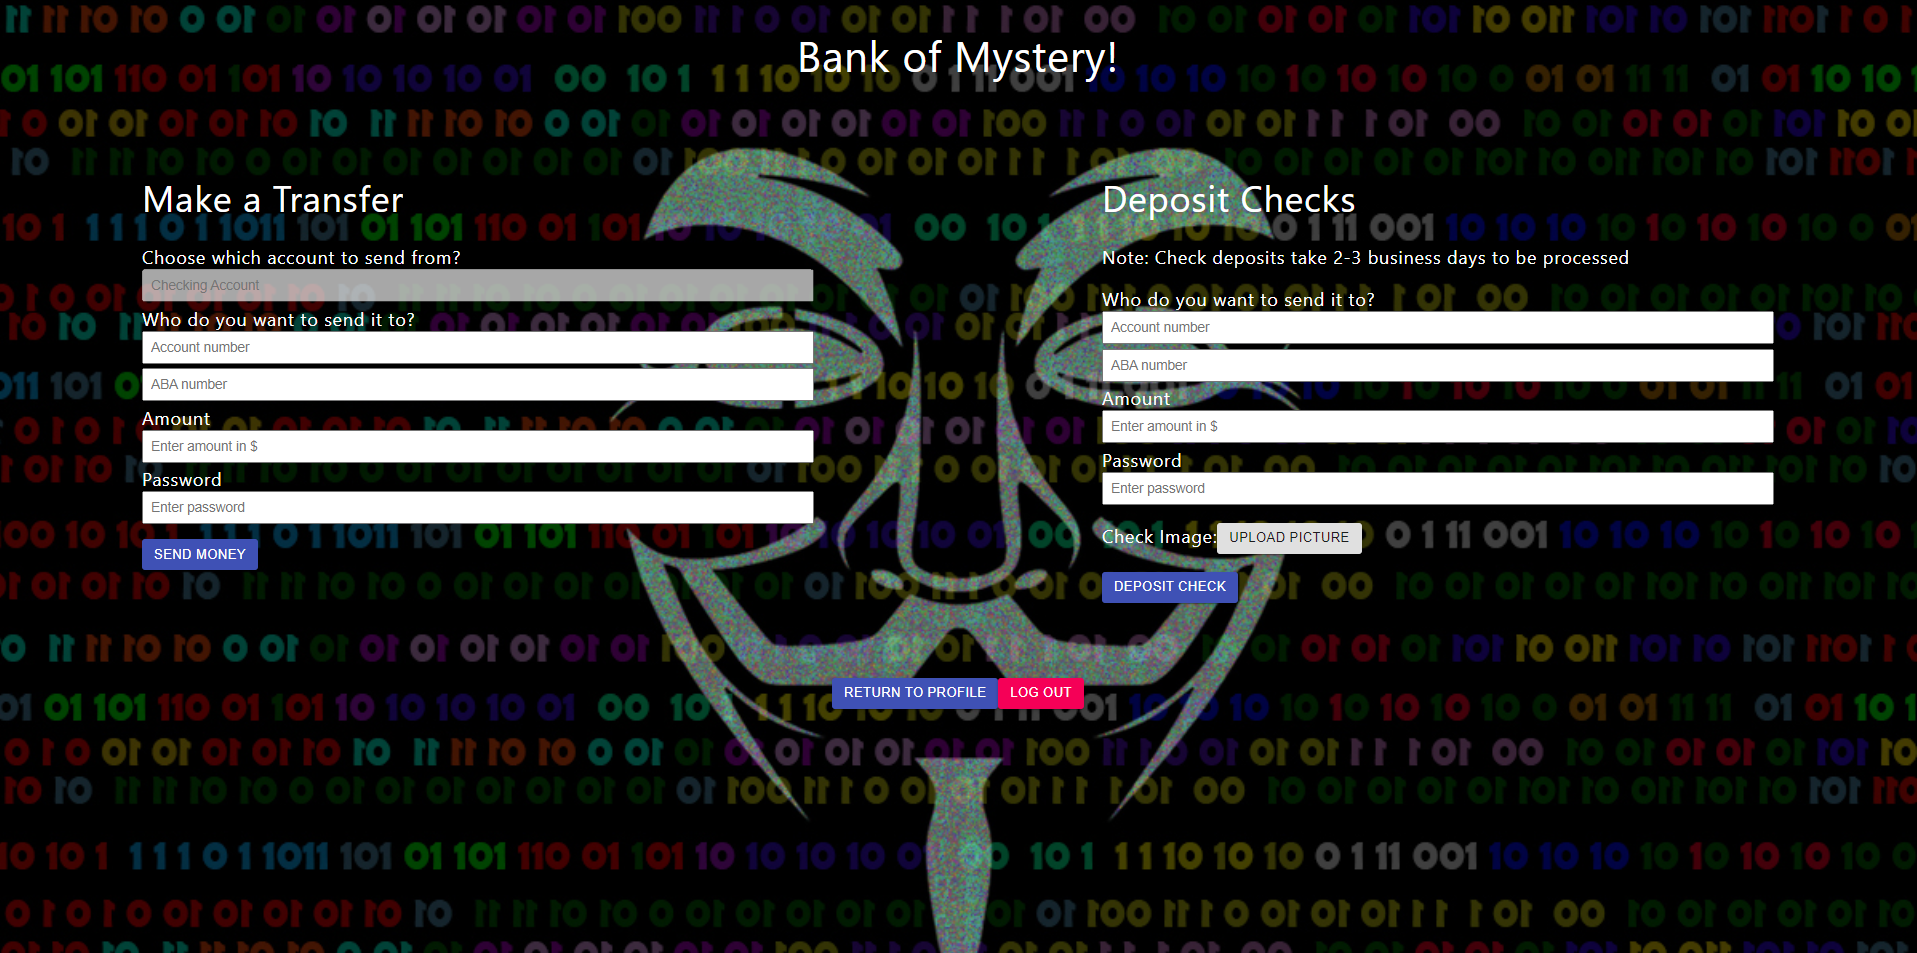 Bank of Mystery!
Make a Transfer
Choose which account to send from?
Checking Account
Who do you want to send it to?
Account number
ABA number
Amount
Enter amount in $
Password
Enter password
SEND MONEY
Deposit Checks
Note: Check deposits take 2-3 business days to be processed
Who do you want to send it to?
Account number
ABA number
Amount
Enter amount in $
Password
Enter password
Check Image: UPLOAD PICTURE
DEPOSIT CHECK
RETURN TO PROFILE LOG OUT